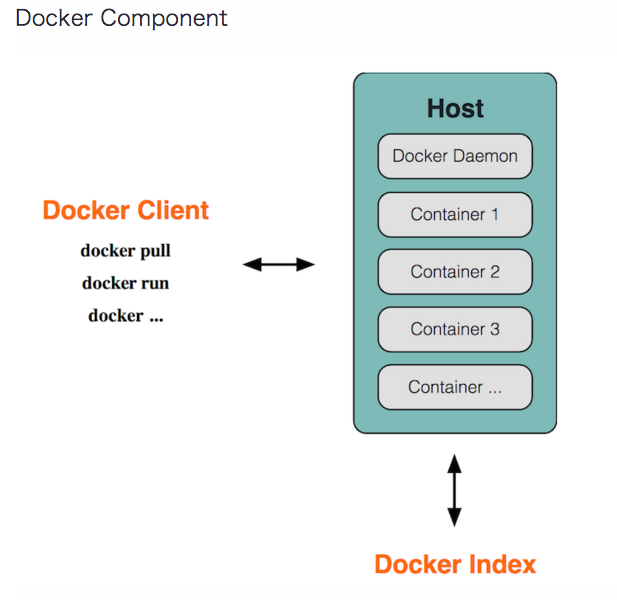 Docker Component
Host
Docker Daemon
Container 1
Container 2
Container 3
Container ...
Docker Client
docker pull
docker run
docker ...
Docker Index